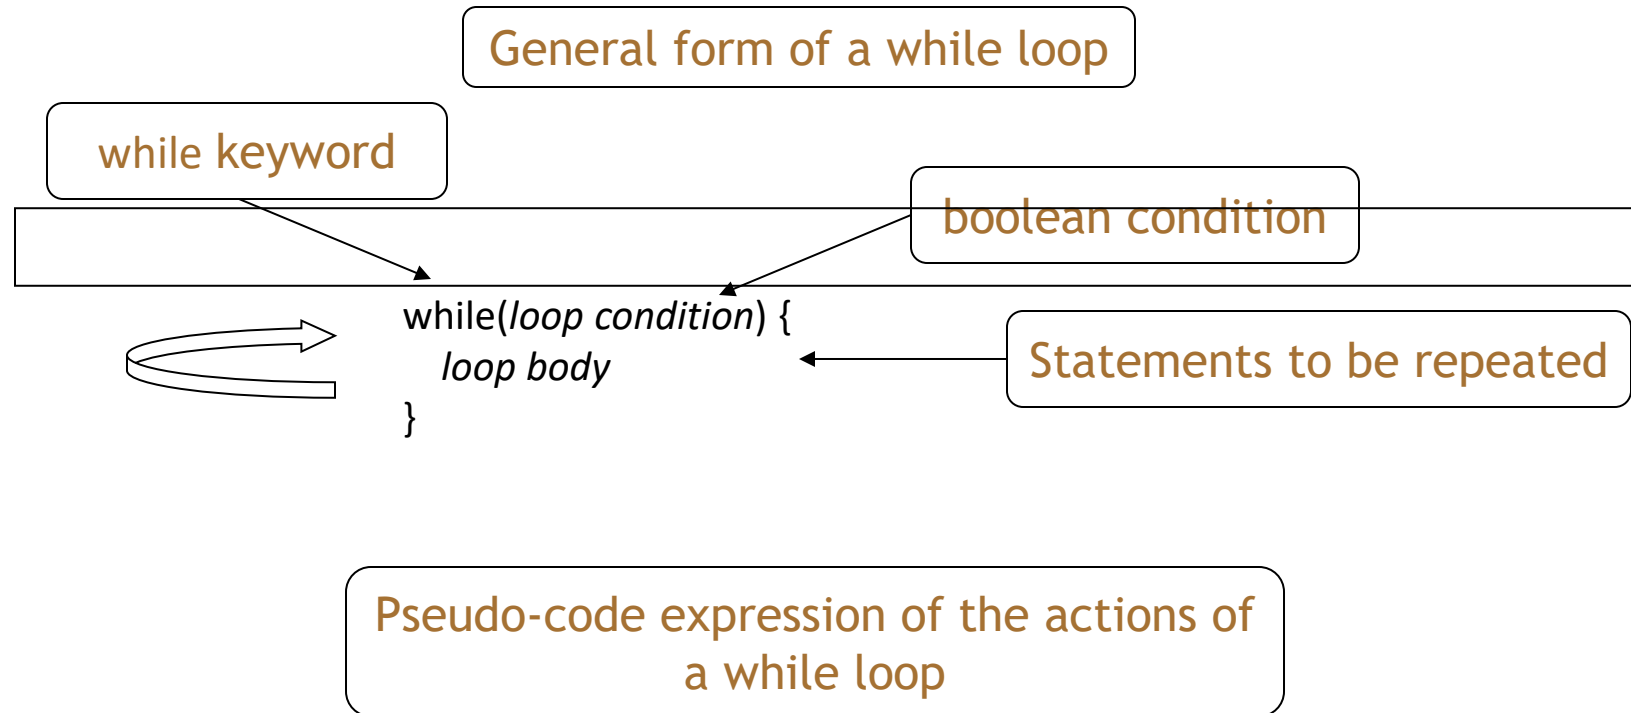 General form of a while loop
while keyword
boolean condition
while(loop condition) {
loop body
}
Statements to be repeated
Pseudo-code expression of the actions of
a while loop